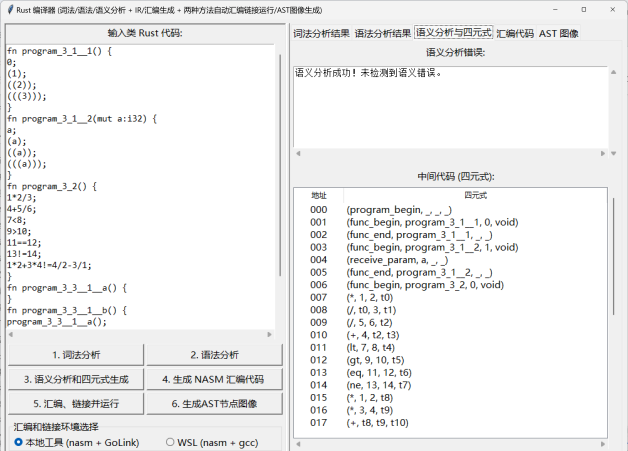 Rust 编译器 (词法/语法/语义分析 + IR/汇编生成 + 两种方法自动汇编链接运行/AST图像生成)
输入类 Rust 代码:
fn program_3_1__1() {
0;
(1);
((2));
(((3)));
}
fn program_3_1__2(mut a:i32) {
a;
(a);
((a));
(((a)));
}
fn program_3_2() {
1*2/3;
4+5/6;
7<8;
9>10;
11==12;
13!=14;
1*2+3*4!=4/2-3/1;
}
fn program_3_3__1__a() {
}
fn program_3_3__1__b() {
program_3_3__1__a();
1. 词法分析
2. 语法分析
3. 语义分析和四元式生成
4. 生成 NASM 汇编代码
5. 汇编、链接并运行
6. 生成AST节点图像
汇编和链接环境选择
本地工具 (nasm + GoLink)
WSL (nasm + gcc)
词法分析结果 语法分析结果 语义分析与四元式 汇编代码 AST 图像
语义分析错误:
语义分析成功！未检测到语义错误。
中间代码 (四元式):
地址 四元式
000 (program_begin, _, _, _)
001 (func_begin, program_3_1__1, 0, void)
002 (func_end, program_3_1__1, _, _)
003 (func_begin, program_3_1__2, 1, void)
004 (receive_param, a, _, _)
005 (func_end, program_3_1__2, _, _)
006 (func_begin, program_3_2, 0, void)
007 (*, 1, 2, t0)
008 (/, t0, 3, t1)
009 (/, 5, 6, t2)
010 (+, 4, t2, t3)
011 (lt, 7, 8, t4)
012 (gt, 9, 10, t5)
013 (eq, 11, 12, t6)
014 (ne, 13, 14, t7)
015 (*, 1, 2, t8)
016 (*, 3, 4, t9)
017 (+, t8, t9, t10)